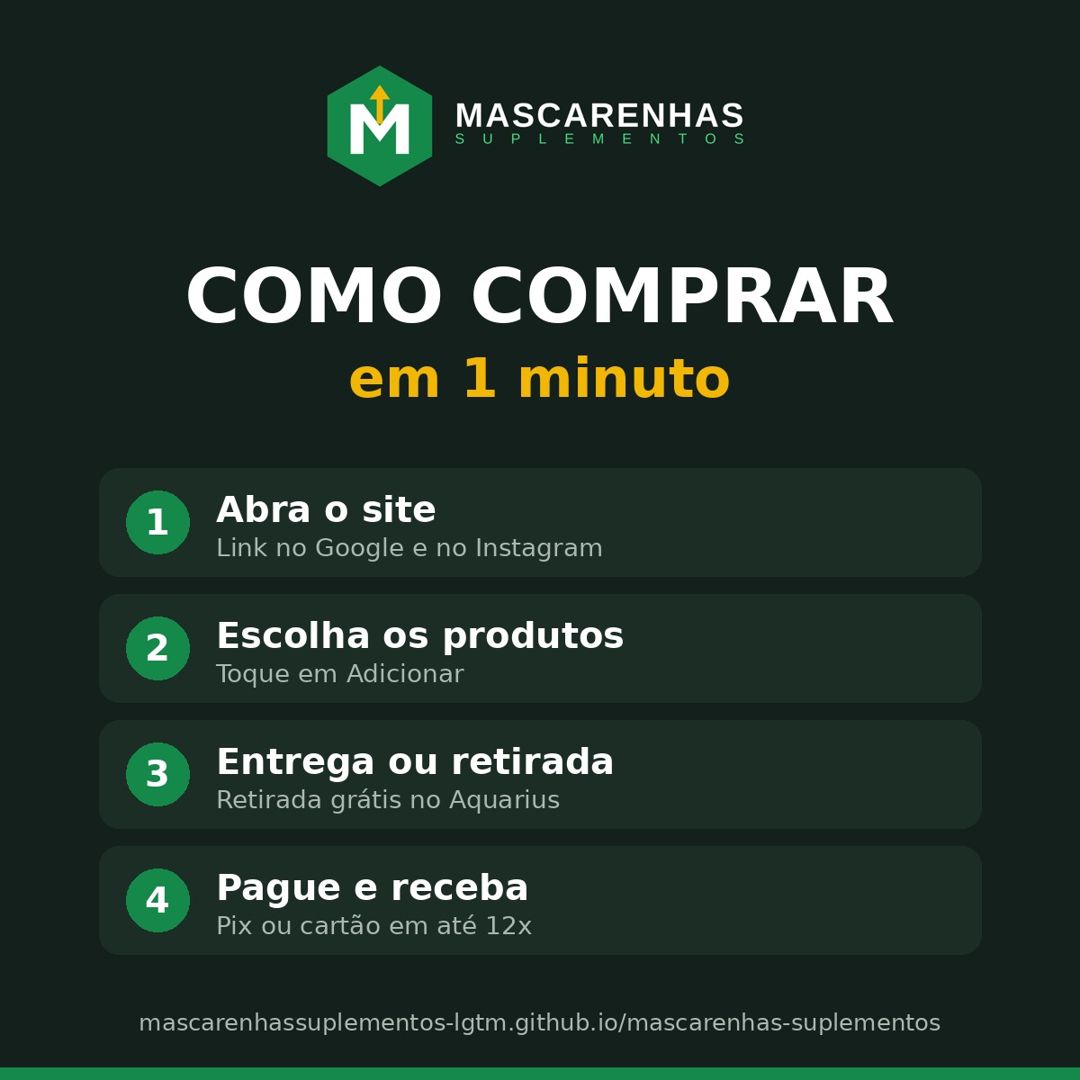 M
MASCARENHAS
SUPLEMENTOS
COMO COMPRAR
em 1 minuto
1
Abra o site
Link no Google e no Instagram
2
Escolha os produtos
Toque em Adicionar
3
Entrega ou retirada
Retirada grátis no Aquarius
4
Pague e receba
Pix ou cartão em até 12x
mascarenhassuplementos-lgtm.github.io/mascarenhas-suplementos